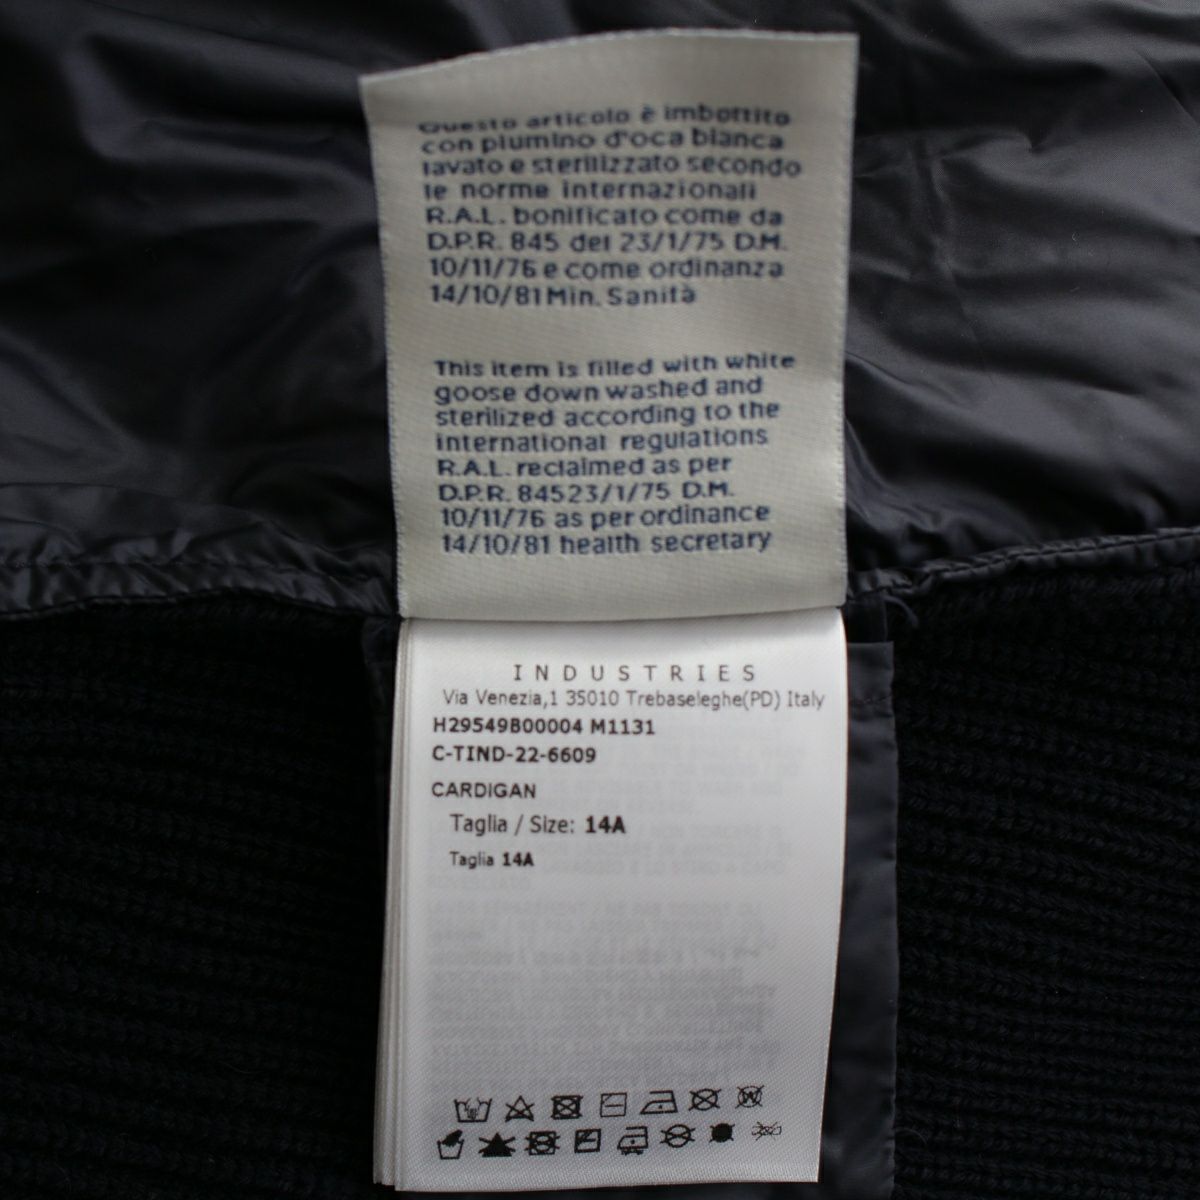 Questo articolo è imbottito
con piumino d'oca bianca
lavato e sterilizzato secondo
le norme internazionali
R.A.L. bonificato come da
D.P.R. 845 del 23/1/75 D.M.
10/11/76 e come ordinanza
14/10/81 Min. Sanità
This item is filled with white
goose down washed and
sterilized according to the
international regulations
R.A.L. reclaimed as per
D.P.R. 84523/1/75 D.M.
10/11/76 as per ordinance
14/10/81 health secretary
INDUSTRIES
Via Venezia,1 35010 Trebaseleghe(PD) Italy
H29549B00004 M1131
C-TIND-22-6609
CARDIGAN
Taglia / Size: 14A
Taglia 14A